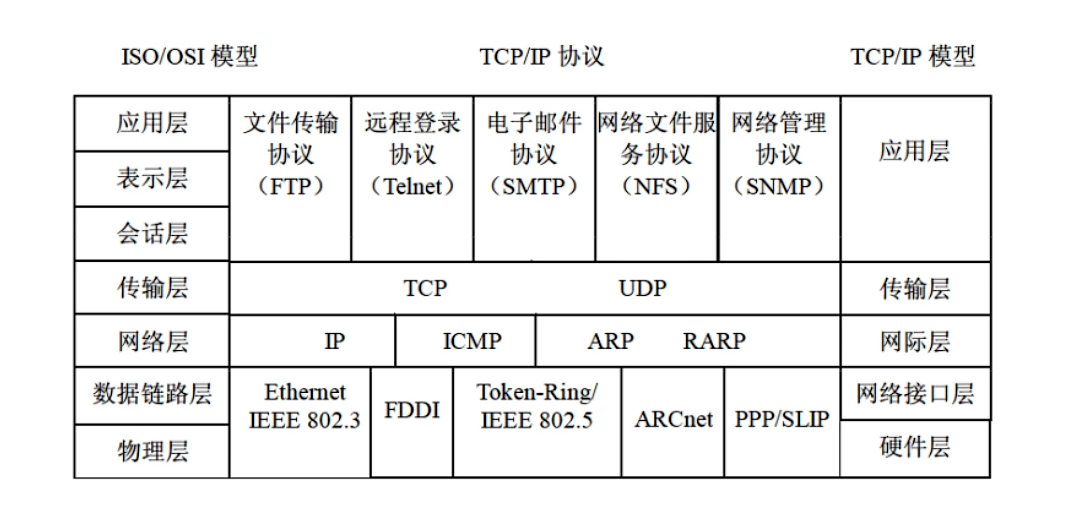 ISO/OSI 模型 TCP/IP 协议 TCP/IP 模型
应用层
表示层
会话层
文件传输
协议
（FTP）
远程登录
协议
（Telnet）
电子邮件
协议
（SMTP）
网络文件服
务协议
（NFS）
网络管理
协议
（SNMP）
应用层
传输层 TCP UDP 传输层
网络层 IP ICMP ARP RARP 网际层
数据链路层
物理层
Ethernet
IEEE 802.3
FDDI
Token-Ring/
IEEE 802.5
ARCnet
PPP/SLIP
网络接口层
硬件层